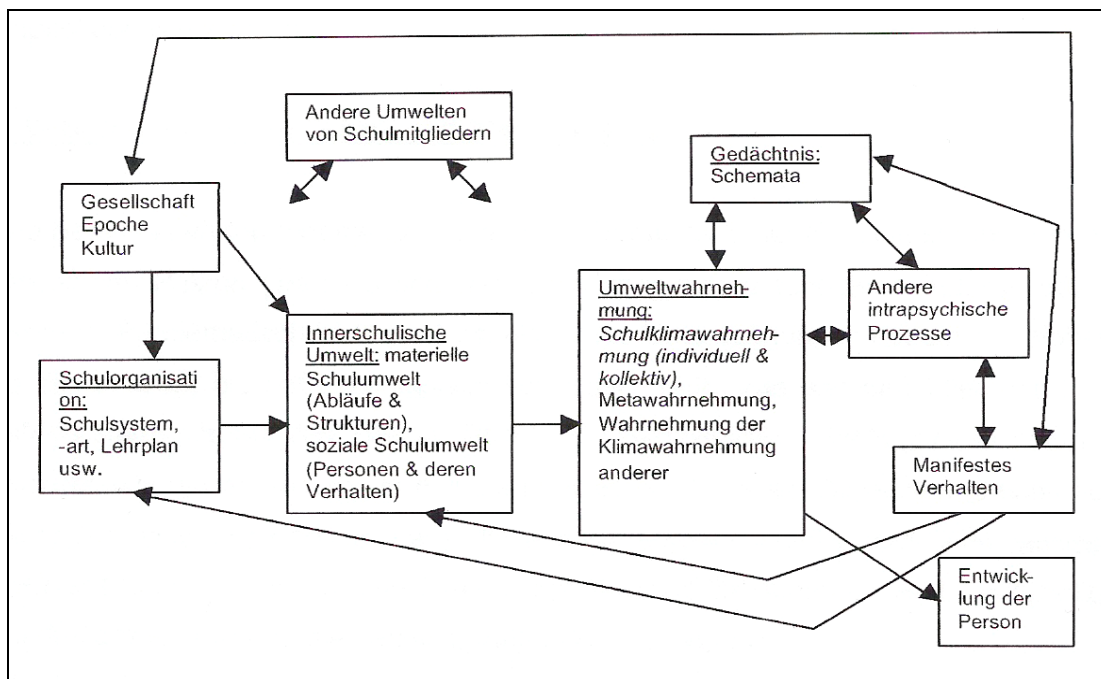 Andere Umwelten
von Schulmitgliedern
Gedächtnis:
Schemata
Gesellschaft
Epoche
Kultur
Umweltwahrneh-
mung:
Schulklimawahrneh-
mung (individuell &
kollektiv),
Metawahrnehmung,
Wahrnehmung der
Klimawahrnehmung
anderer
Andere
intrapsychische
Prozesse
Innerschulische
Umwelt: materielle
Schulumwelt
(Abläufe &
Strukturen),
soziale Schulumwelt
(Personen & deren
Verhalten)
Schulorganisati
on:
Schulsystem,
-art, Lehrplan
usw.
Manifestes
Verhalten
Entwick-
lung der
Person